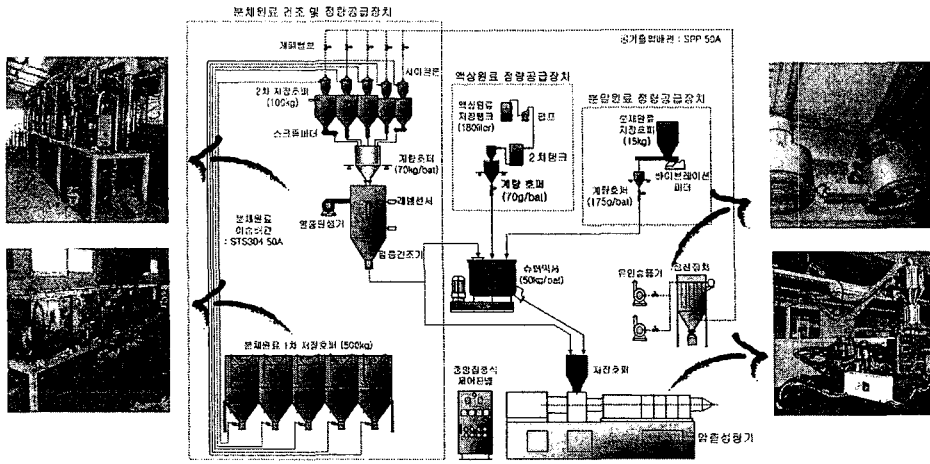 분체원료 건조 및 정량공급장치
개폐밸브
싸이크론
2차 저장호퍼
(100kg)
스크류피더
계량호퍼
(70kg/bat)
레벨센서
열풍발생기
열풍건조기
분체원료
이송배관
: STS304 50A
분체원료 1차 저장호퍼 (500kg)
공기흡입배관 : SPP 50A
액상원료 정량공급장치
액상원료
저장탱크
(180liter)
펌프
2차탱크
계량 호퍼
(70g/bat)
분말원료 정량공급장치
분체원료
저장호퍼
(15kg)
바이브레이션
피더
계량호퍼
(175g/bat)
슈퍼믹서
(50kg/bat)
유인송풍기
집진장치
저장호퍼
중앙집중식
제어판넬
압출성형기